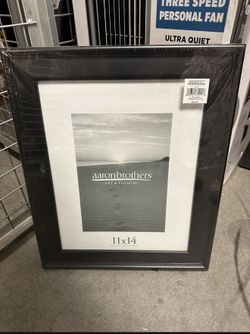 THREE SPEED
PERSONAL FAN
ULTRA QUIET
aaronbrothers
ART & FRAMING
11x14